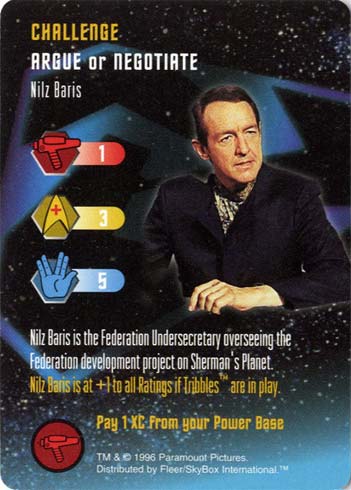 CHALLENGE
ARGUE or NEGOTIATE
Nilz Baris
1
3
5
Nilz Baris is the Federation Undersecretary overseeing the
Federation development project on Sherman's Planet.
Nilz Baris is at +1 to all Ratings if Tribbles™ are in play.
Pay 1 XC From your Power Base
TM & © 1996 Paramount Pictures.
Distributed by Fleer/SkyBox International.™